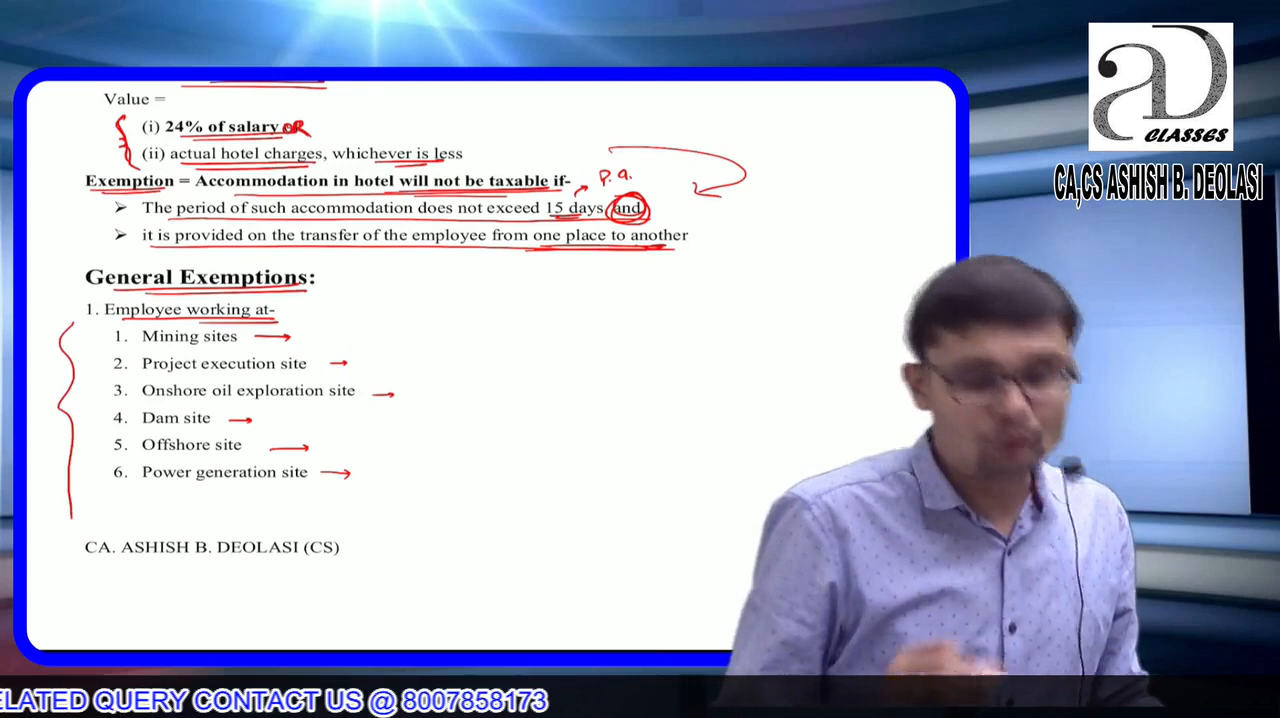 Value =
(i) 24% of salary OR
(ii) actual hotel charges, whichever is less
Exemption = Accommodation in hotel will not be taxable if-
p.a.
➢ The period of such accommodation does not exceed 15 days and
➢ it is provided on the transfer of the employee from one place to another
General Exemptions:
1. Employee working at-
1. Mining sites
2. Project execution site
3. Onshore oil exploration site
4. Dam site
5. Offshore site
6. Power generation site
CA. ASHISH B. DEOLASI (CS)
aD
CLASSES
CA,CS ASHISH B. DEOLASI
ELATED QUERY CONTACT US @ 8007858173